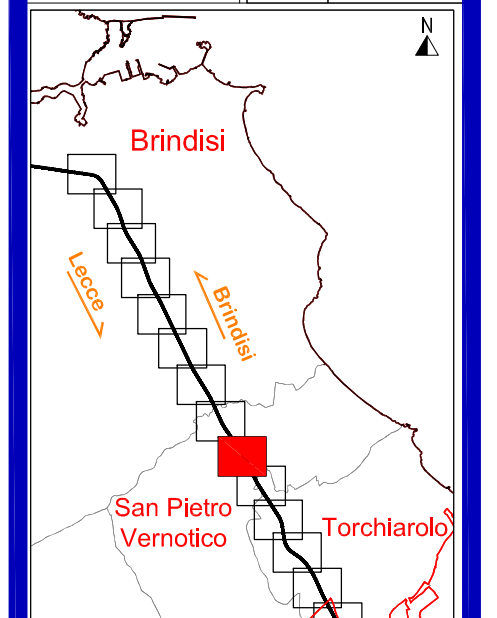 N
Brindisi
Lecce
Brindisi
San Pietro
Vernotico
Torchiarolo